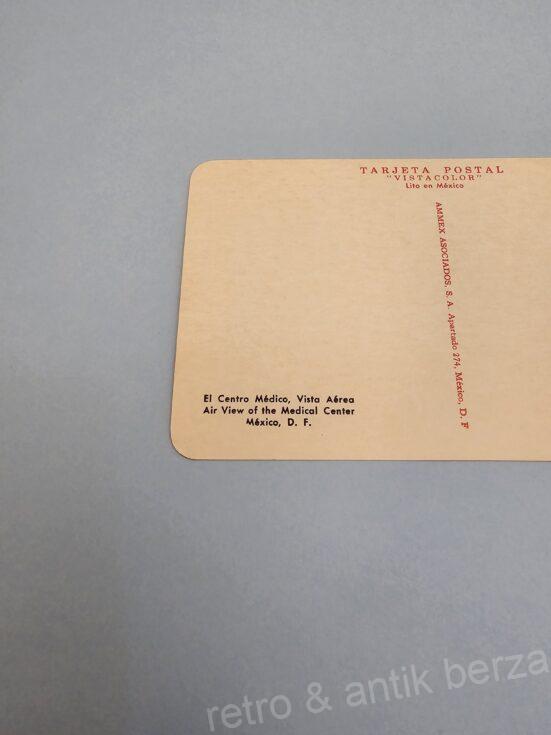 TARJETA POSTAL
"VISTACOLOR"
Lito en México
AMMEX ASOCIADOS, S. A. Apartado 274, México, D. F
El Centro Médico, Vista Aérea
Air View of the Medical Center
México, D. F.
retro & antik berza